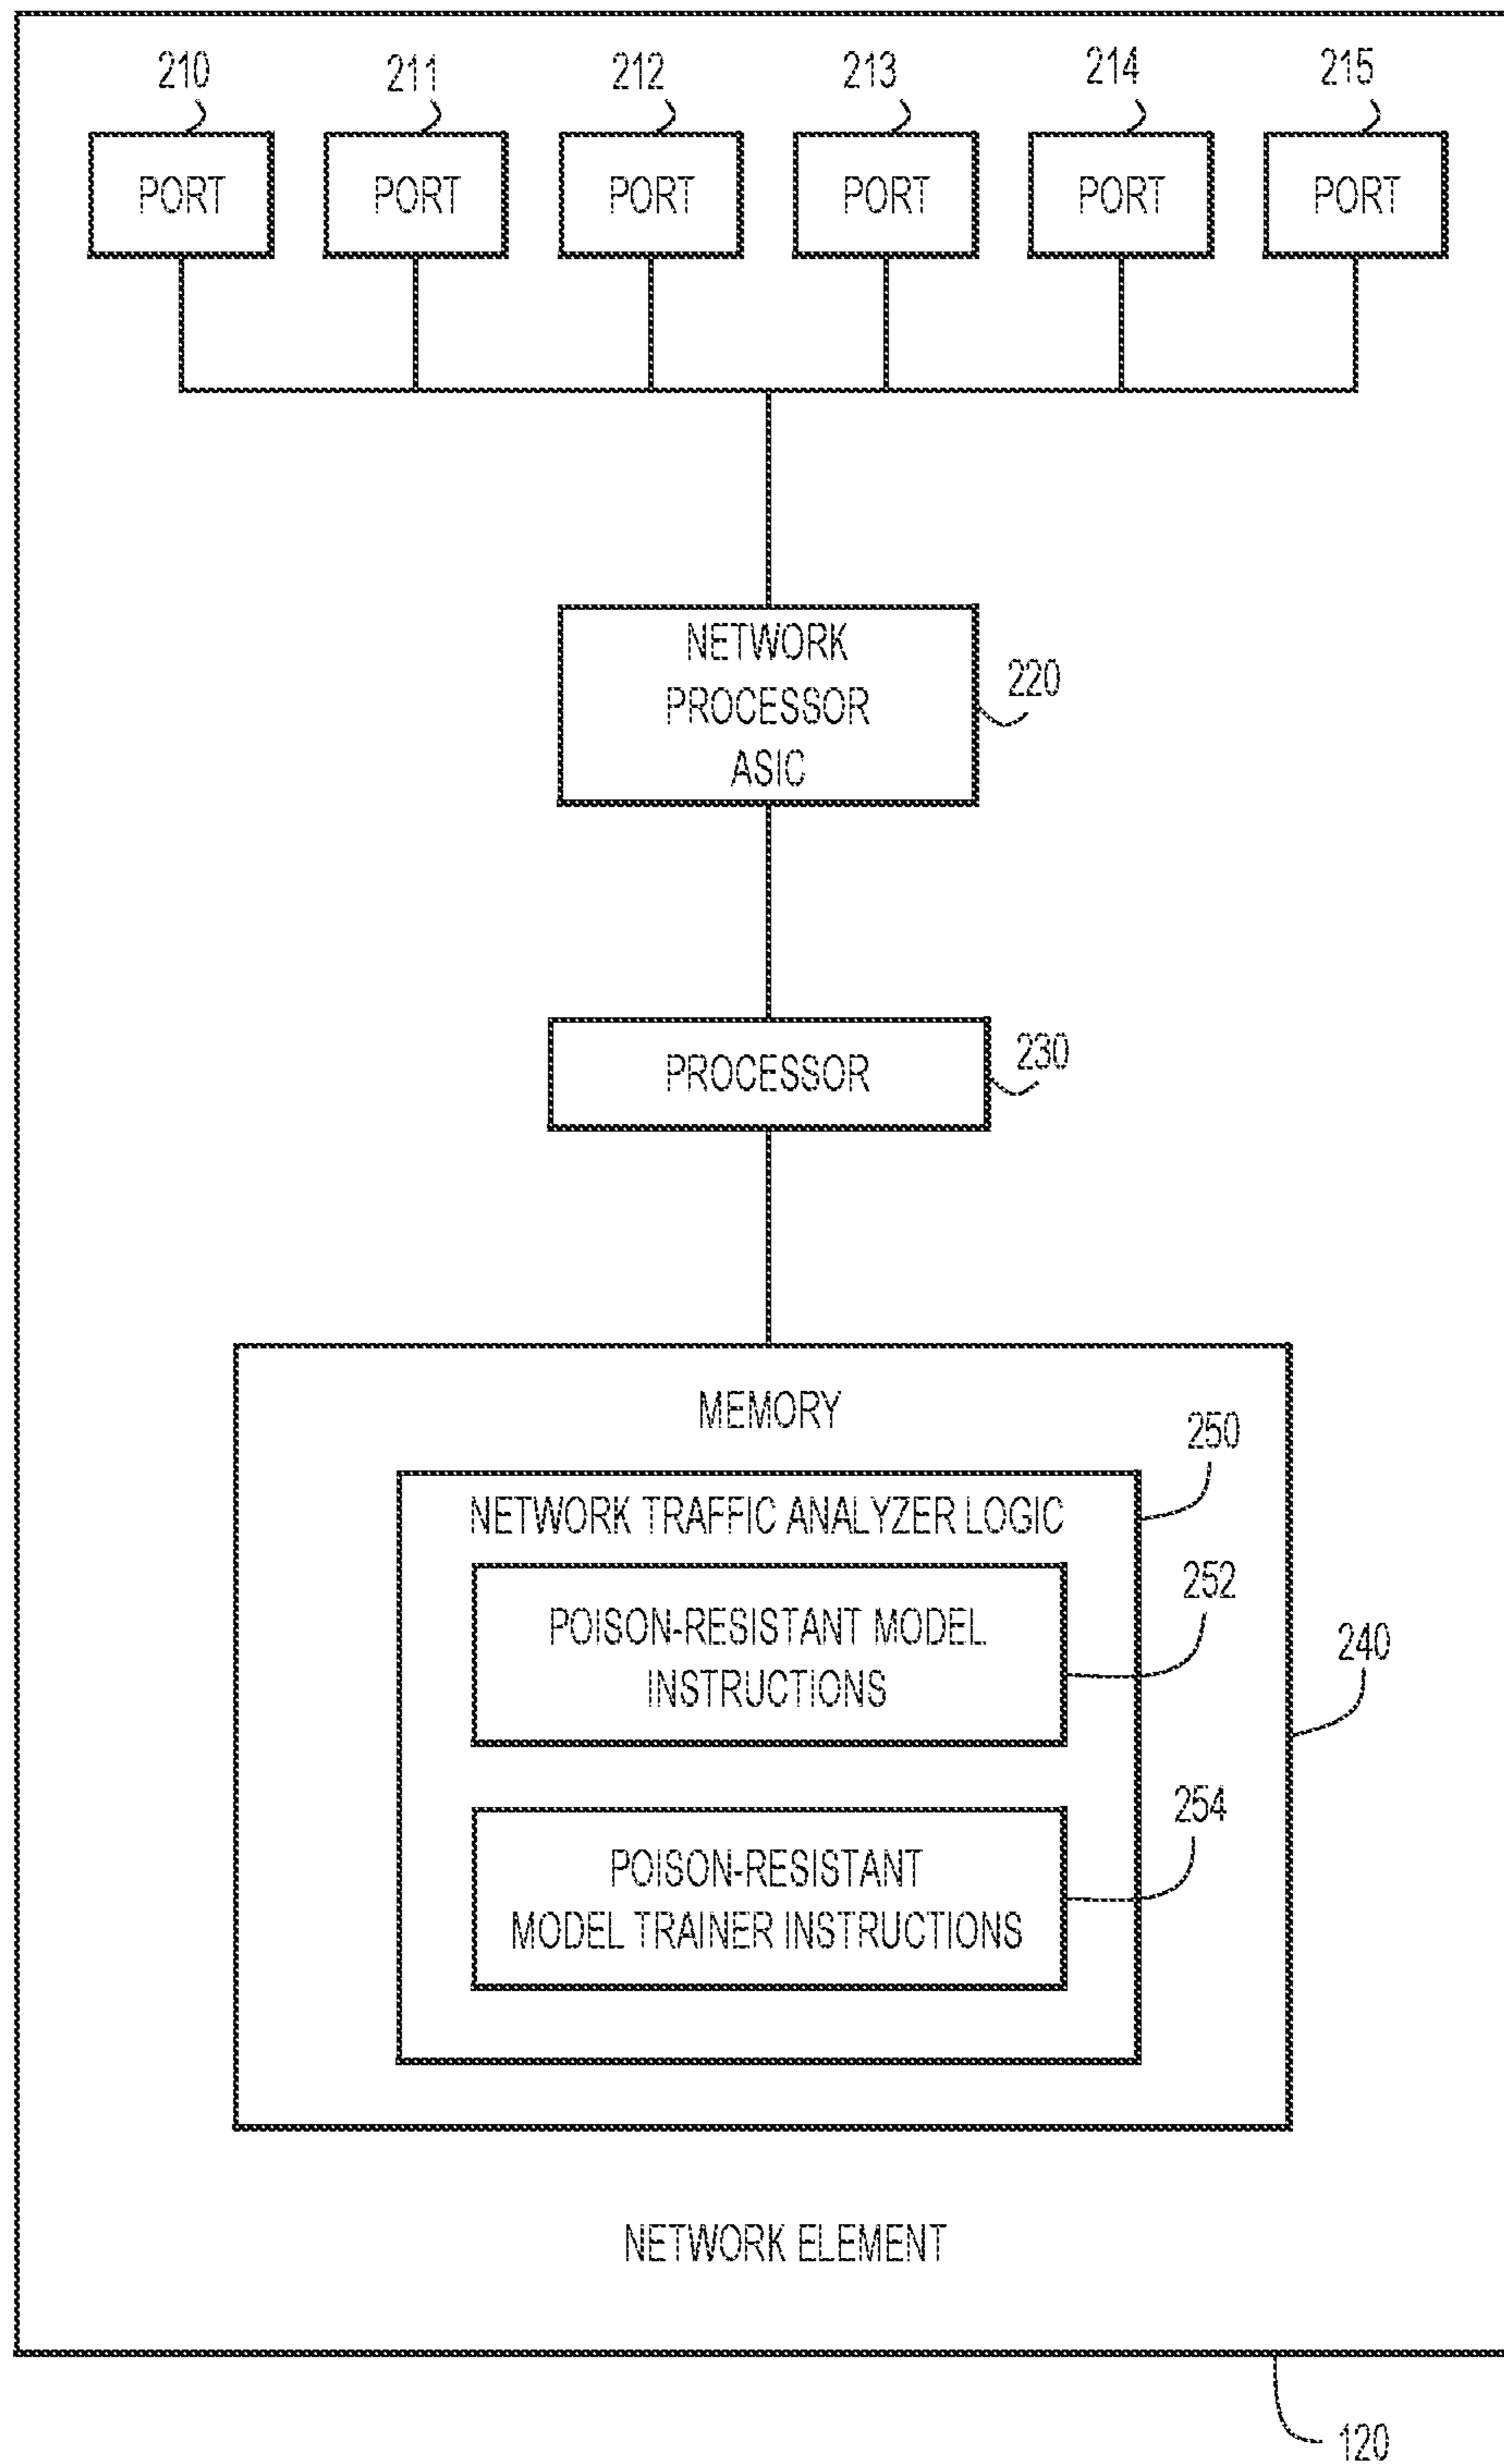 210 211 212 213 214 215
PORT PORT PORT PORT PORT PORT
NETWORK
PROCESSOR
ASIC
220
PROCESSOR
230
MEMORY
250
NETWORK TRAFFIC ANALYZER LOGIC
252
POISON-RESISTANT MODEL
INSTRUCTIONS
240
254
POISON-RESISTANT
MODEL TRAINER INSTRUCTIONS
NETWORK ELEMENT
120